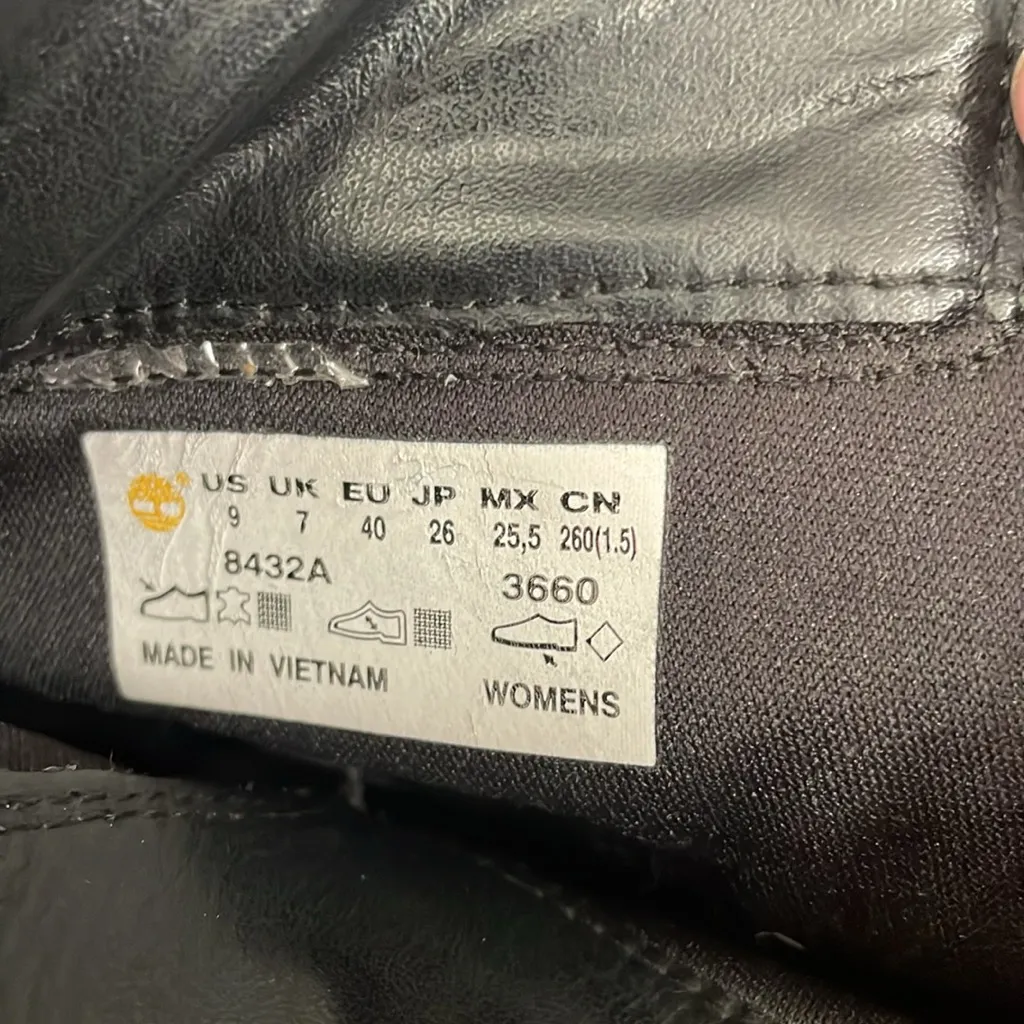 US UK EU JP MX CN
9 7 40 26 25,5 260(1.5)
8432A 3660
MADE IN VIETNAM WOMENS